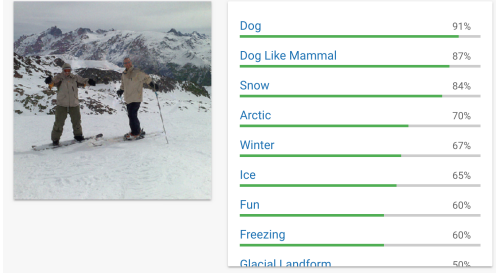 Dog 91%
Dog Like Mammal 87%
Snow 84%
Arctic 70%
Winter 67%
Ice 65%
Fun 60%
Freezing 60%
Glacial Landform 50%